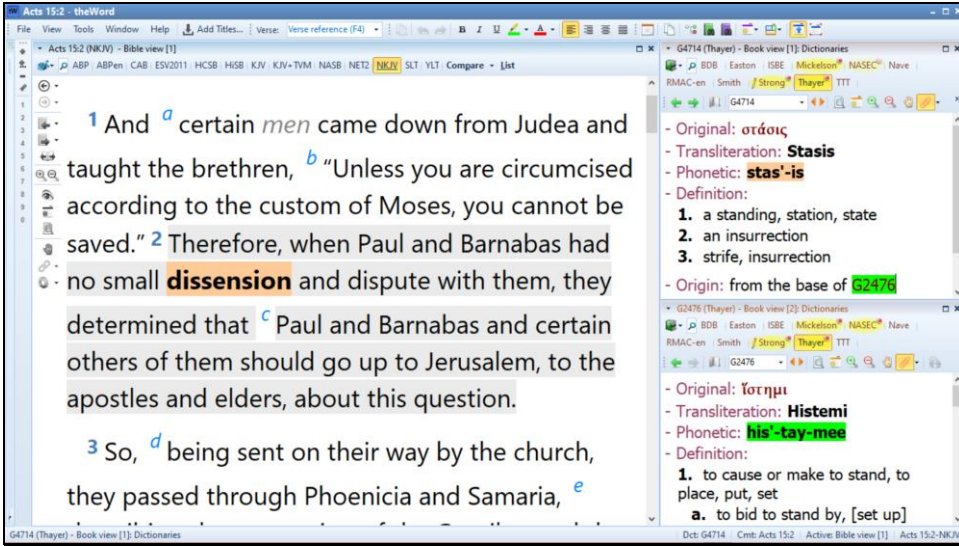 Acts 15:2 - theWord
File View Tools Window Help Add Titles... Verse: Verse reference (F4) B I U A
Acts 15:2 (NKJV) - Bible view [1]
ABP ABPen CAB ESV2011 HCSB HiSB KJV KJV+TVM NASB NET2 NKJV SLT YLT Compare List
1 And a certain men came down from Judea and
taught the brethren, b “Unless you are circumcised
according to the custom of Moses, you cannot be
saved.” 2 Therefore, when Paul and Barnabas had
no small dissension and dispute with them, they
determined that c Paul and Barnabas and certain
others of them should go up to Jerusalem, to the
apostles and elders, about this question.
3 So, d being sent on their way by the church,
they passed through Phoenicia and Samaria, e
G4714 (Thayer) - Book view [1]: Dictionaries
BDB Easton ISBE Mickelson NASEC Nave
RMAC-en Smith Strong Thayer TTT
G4714
- Original: στάσις
- Transliteration: Stasis
- Phonetic: stas'-is
- Definition:
1. a standing, station, state
2. an insurrection
3. strife, insurrection
- Origin: from the base of G2476
G2476 (Thayer) - Book view [2]: Dictionaries
BDB Easton ISBE Mickelson NASEC Nave
RMAC-en Smith Strong Thayer TTT
G2476
- Original: ἵστημι
- Transliteration: Histemi
- Phonetic: his'-tay-mee
- Definition:
1. to cause or make to stand, to
place, put, set
a. to bid to stand by, [set up]
G4714 (Thayer) - Book view [1]: Dictionaries
Dct: G4714 Cmt: Acts 15:2 Active: Bible view [1] Acts 15:2-NKJV